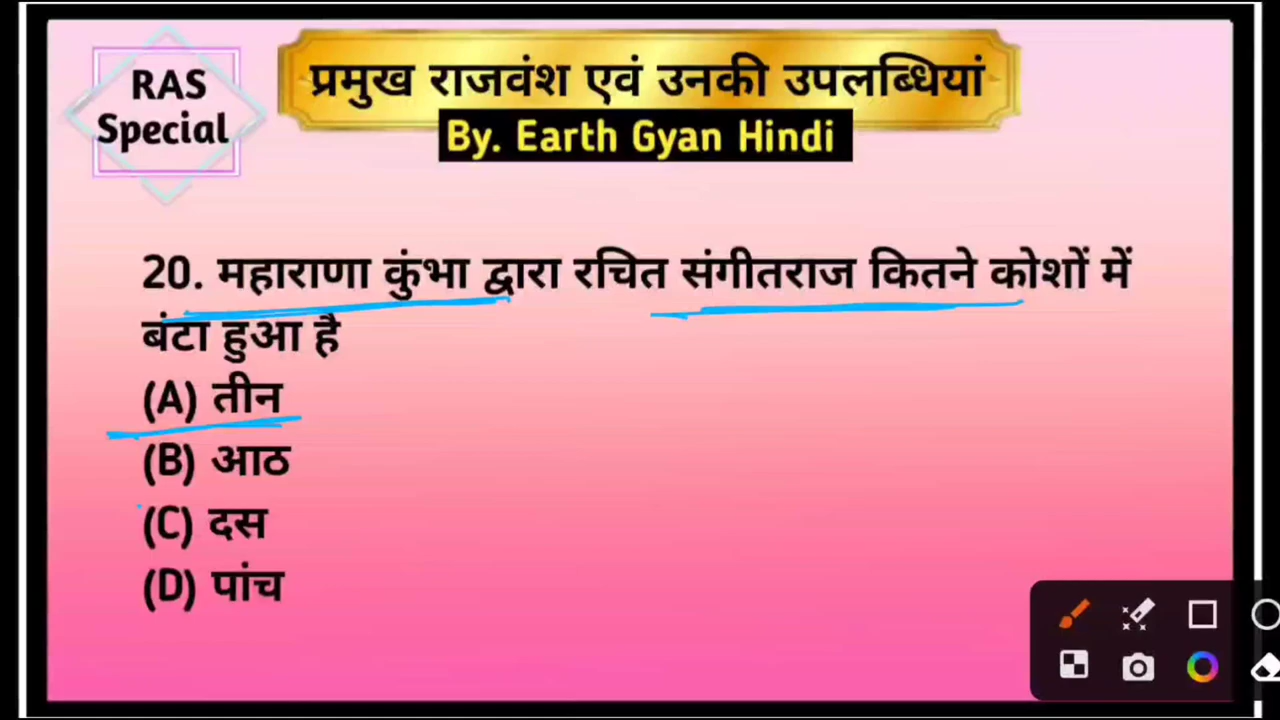 RAS
Special
प्रमुख राजवंश एवं उनकी उपलब्धियां
By. Earth Gyan Hindi
20. महाराणा कुंभा द्वारा रचित संगीतराज कितने कोशों में
बंटा हुआ है
(A) तीन
(B) आठ
(C) दस
(D) पांच